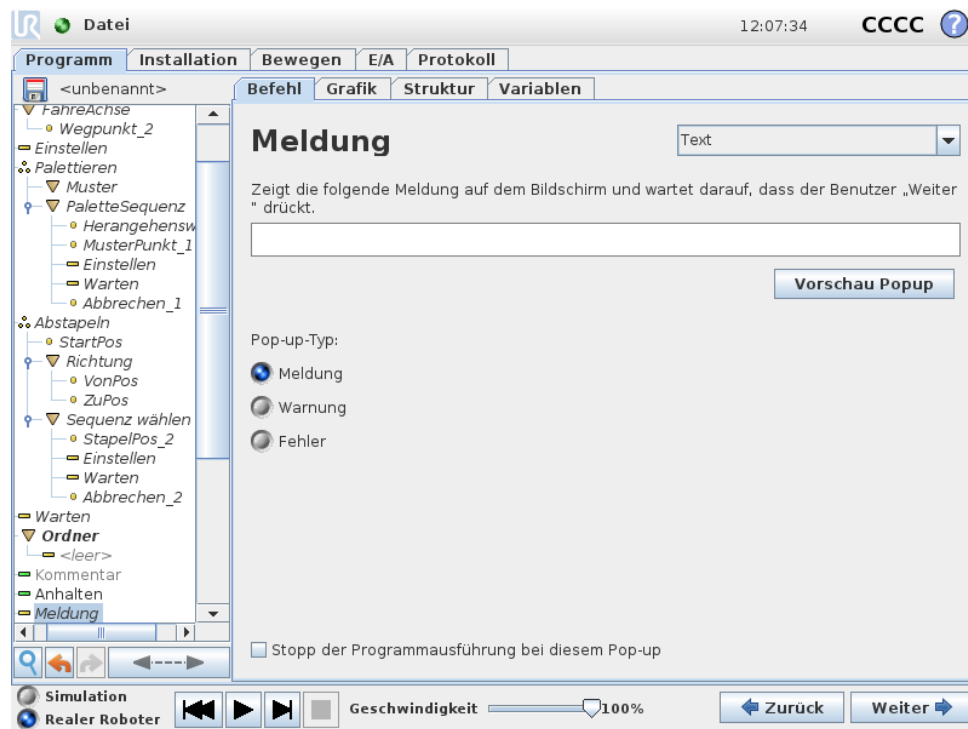 UR Datei 12:07:34 CCCC ?
Programm Installation Bewegen E/A Protokoll
<unbenannt>
Befehl Grafik Struktur Variablen
FahreAchse
Wegpunkt_2
Einstellen
Palettieren
Muster
PaletteSequenz
Herangehensw
MusterPunkt_1
Einstellen
Warten
Abbrechen_1
Abstapeln
StartPos
Richtung
VonPos
ZuPos
Sequenz wählen
StapelPos_2
Einstellen
Warten
Abbrechen_2
Warten
Ordner
<leer>
Kommentar
Anhalten
Meldung
Meldung
Text
Zeigt die folgende Meldung auf dem Bildschirm und wartet darauf, dass der Benutzer „Weiter
" drückt.
Vorschau Popup
Pop-up-Typ:
Meldung
Warnung
Fehler
Stopp der Programmausführung bei diesem Pop-up
Simulation
Realer Roboter
Geschwindigkeit 100%
Zurück
Weiter